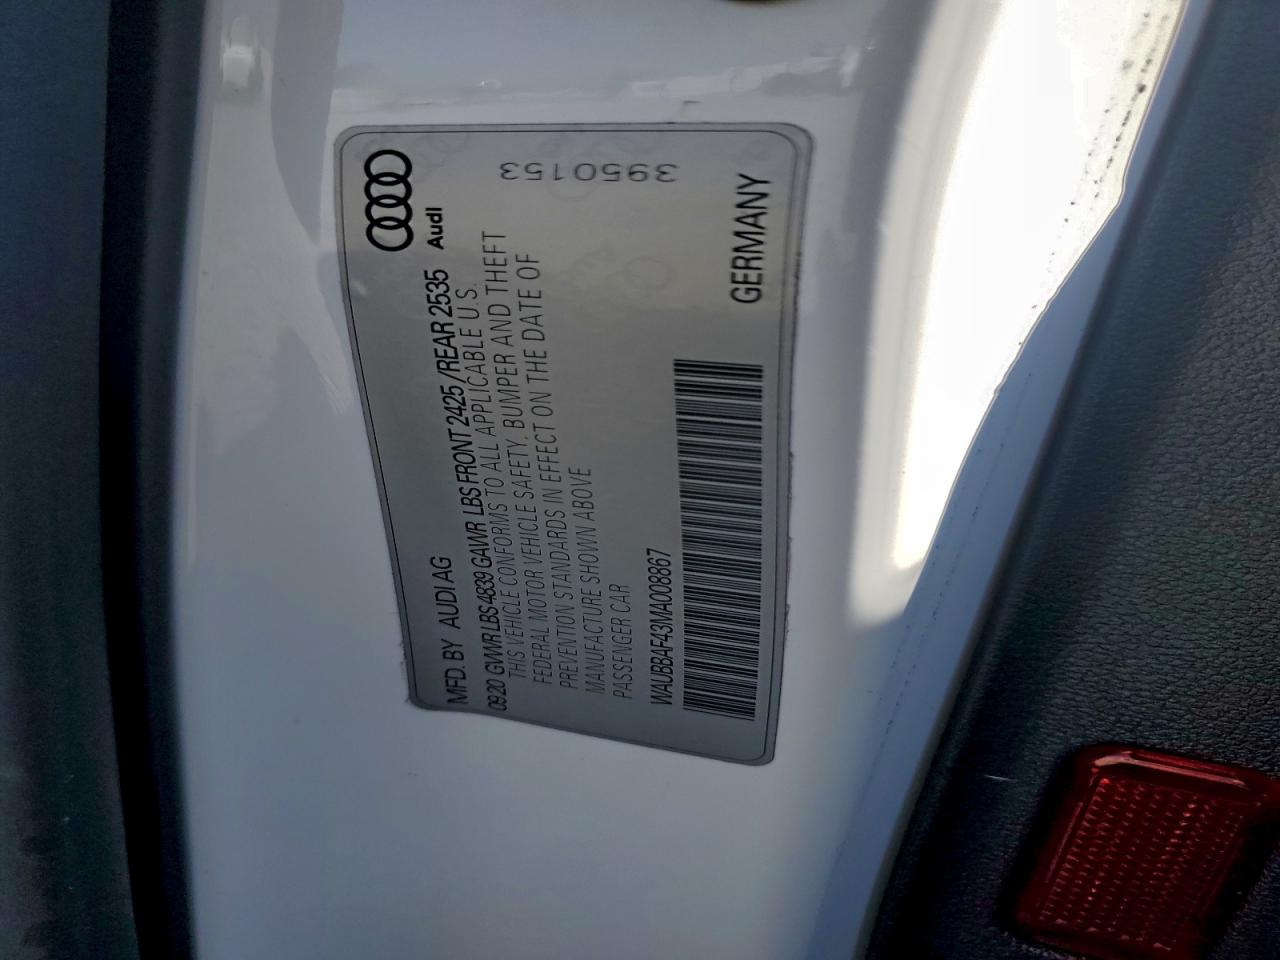 Audi
MFD. BY AUDI AG
0920 GVWR LBS 4839 GAWR LBS FRONT 2425 /REAR 2535
THIS VEHICLE CONFORMS TO ALL APPLICABLE U.S.
FEDERAL MOTOR VEHICLE SAFETY, BUMPER AND THEFT
PREVENTION STANDARDS IN EFFECT ON THE DATE OF
MANUFACTURE SHOWN ABOVE
PASSENGER CAR
WAUBBAF43MA008867
GERMANY
3950153